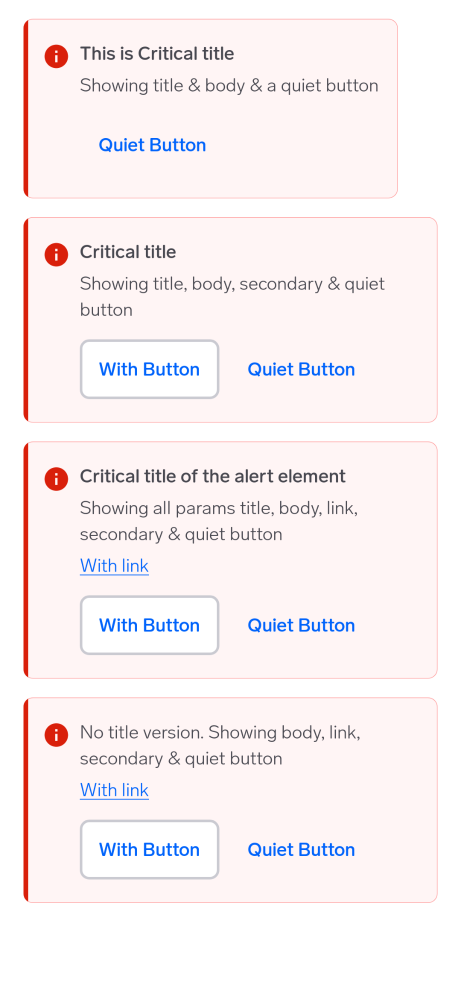 This is Critical title
Showing title & body & a quiet button
Quiet Button
Critical title
Showing title, body, secondary & quiet
button
With Button Quiet Button
Critical title of the alert element
Showing all params title, body, link,
secondary & quiet button
With link
With Button Quiet Button
No title version. Showing body, link,
secondary & quiet button
With link
With Button Quiet Button